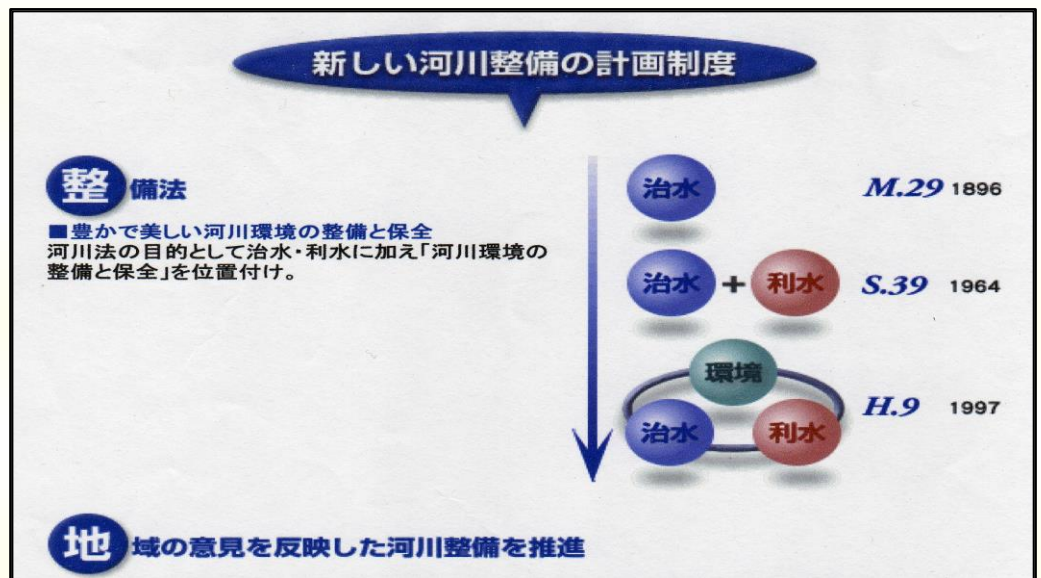 新しい河川整備の計画制度
整備法
■豊かで美しい河川環境の整備と保全
河川法の目的として治水・利水に加え「河川環境の
整備と保全」を位置付け。
治水 M.29 1896
治水 + 利水 S.39 1964
環境
治水 利水 H.9 1997
地域の意見を反映した河川整備を推進